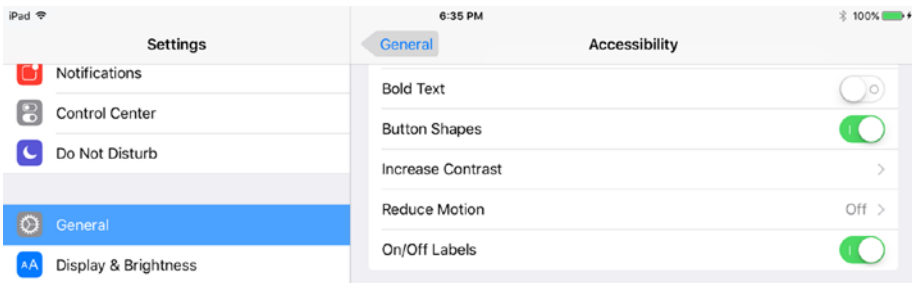 iPad 6:35 PM 100%
Settings
General Accessibility
Notifications
Control Center
Do Not Disturb
General
AA Display & Brightness
Bold Text
Button Shapes
Increase Contrast
Reduce Motion Off
On/Off Labels